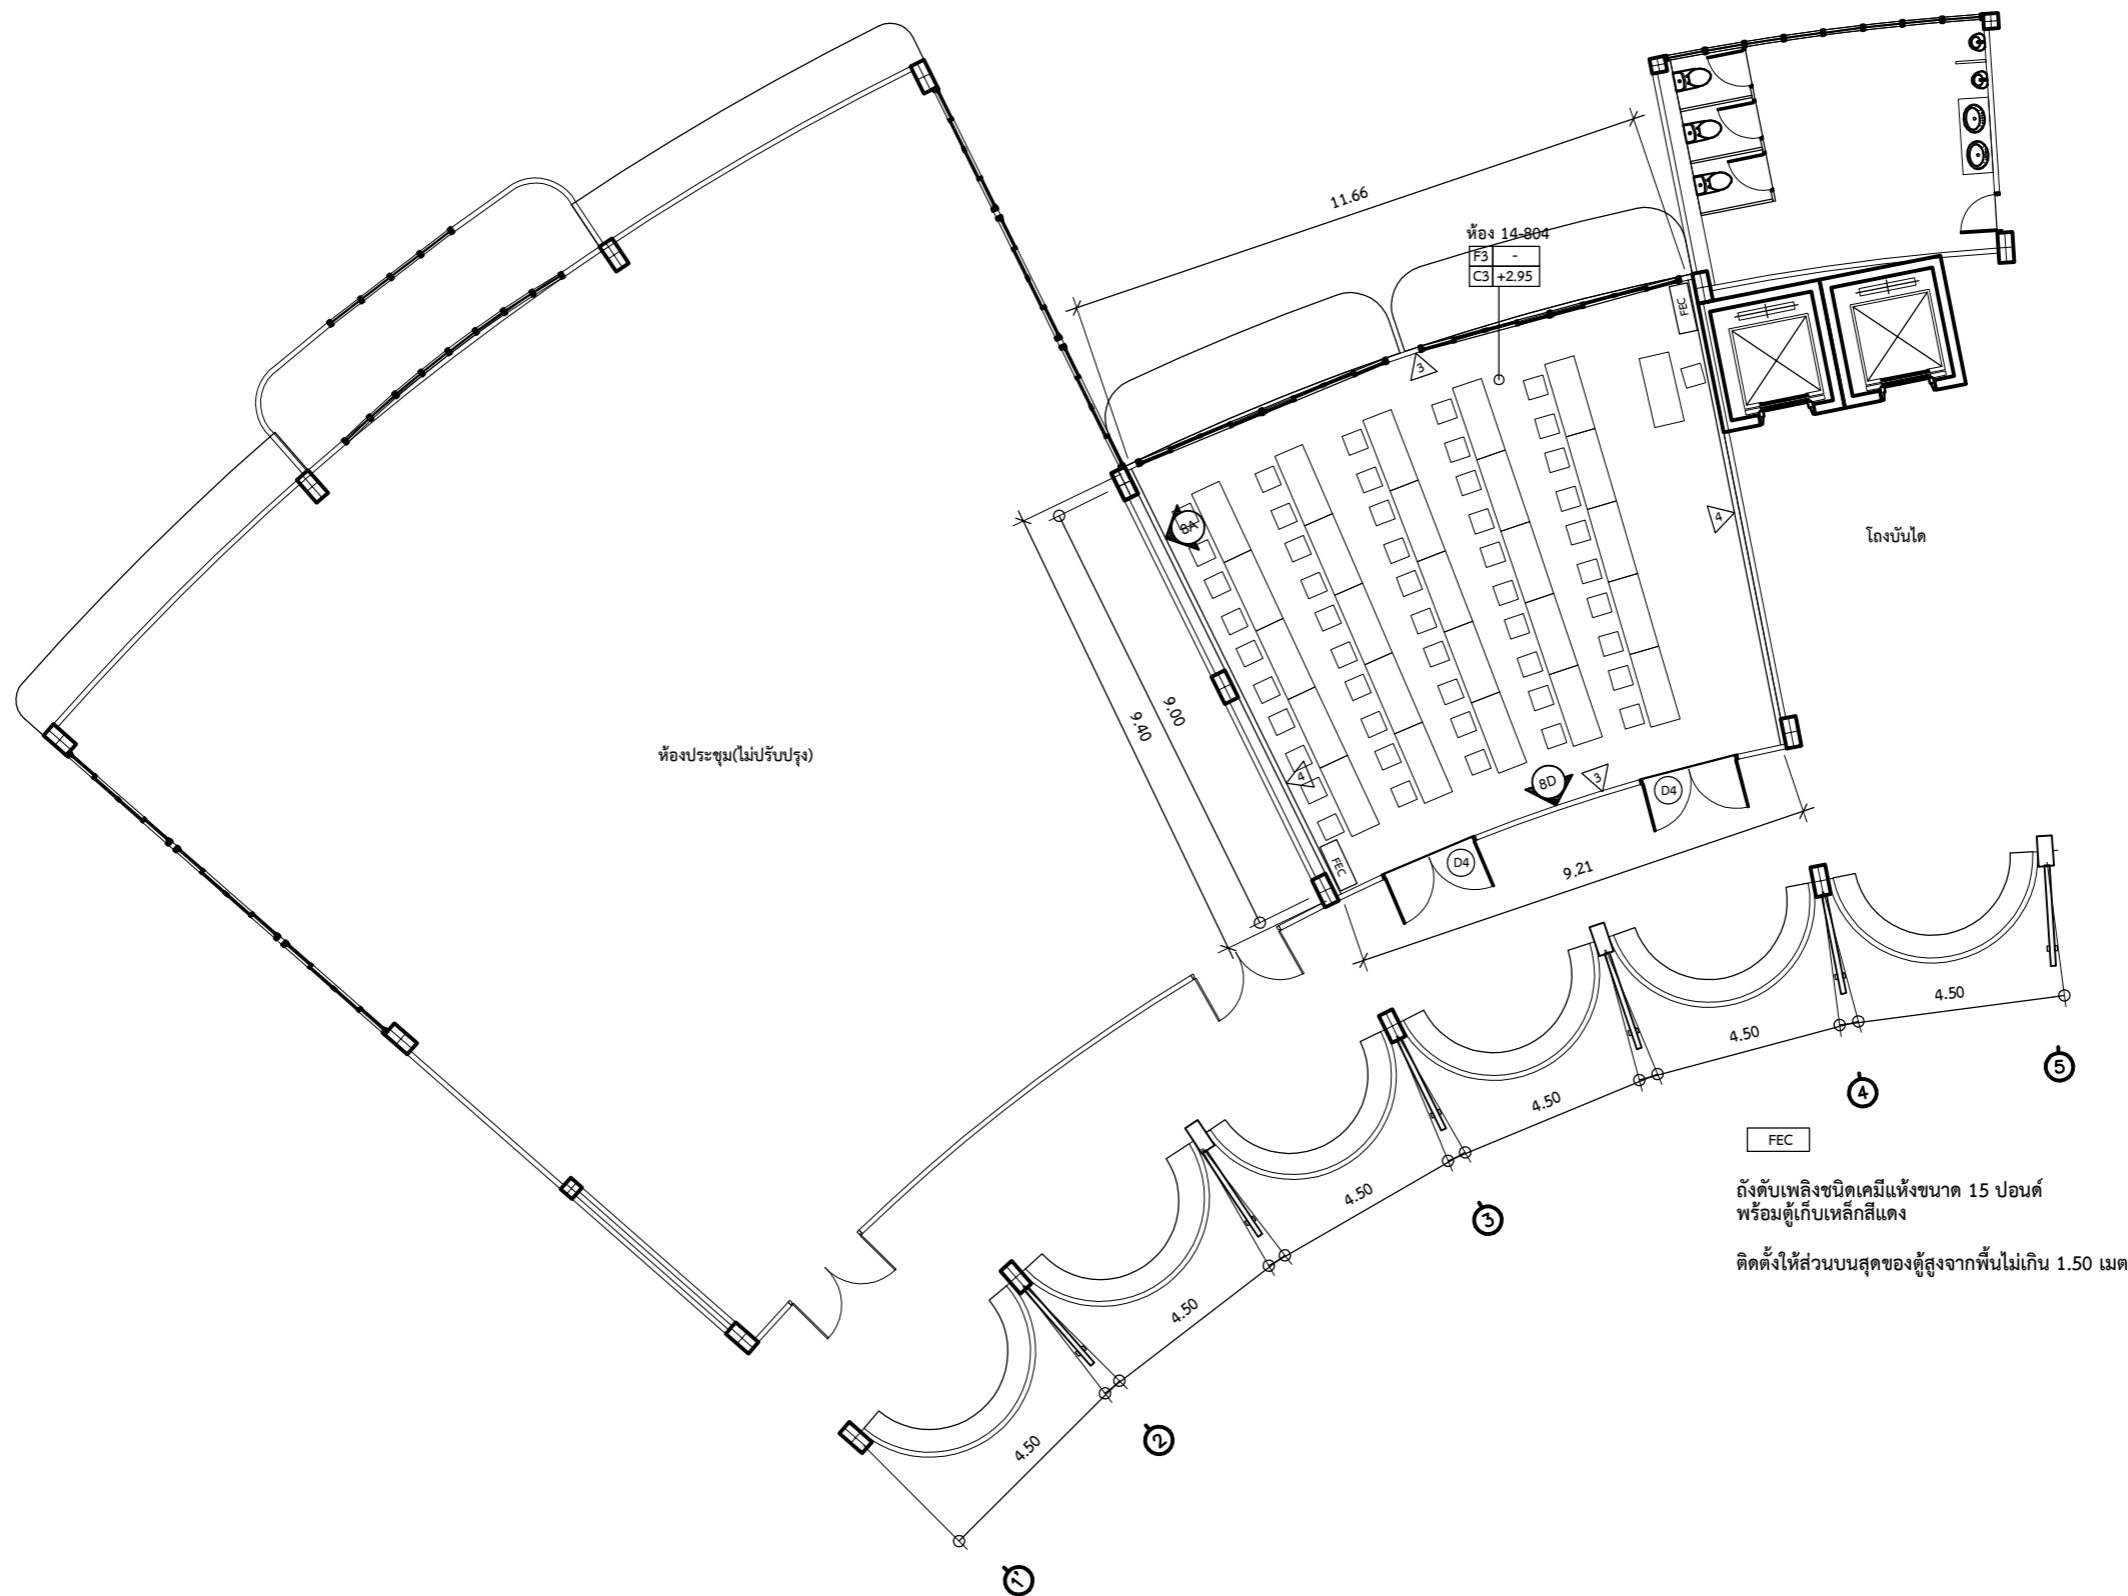 11.66
ห้อง 14-804
F3 -
C3 +2.95
FEC
3
8A
4
โถงบันได
9.00
9.40
ห้องประชุม(ไม่ปรับปรุง)
4
8D
3
D4
D4
FEC
9.21
4.50
4.50
4.50
4.50
4.50
4.50
5
4
3
2
1'
FEC
ถังดับเพลิงชนิดเคมีแห้งขนาด 15 ปอนด์
พร้อมตู้เก็บเหล็กสีแดง
ติดตั้งให้ส่วนบนสุดของตู้สูงจากพื้นไม่เกิน 1.50 เมต